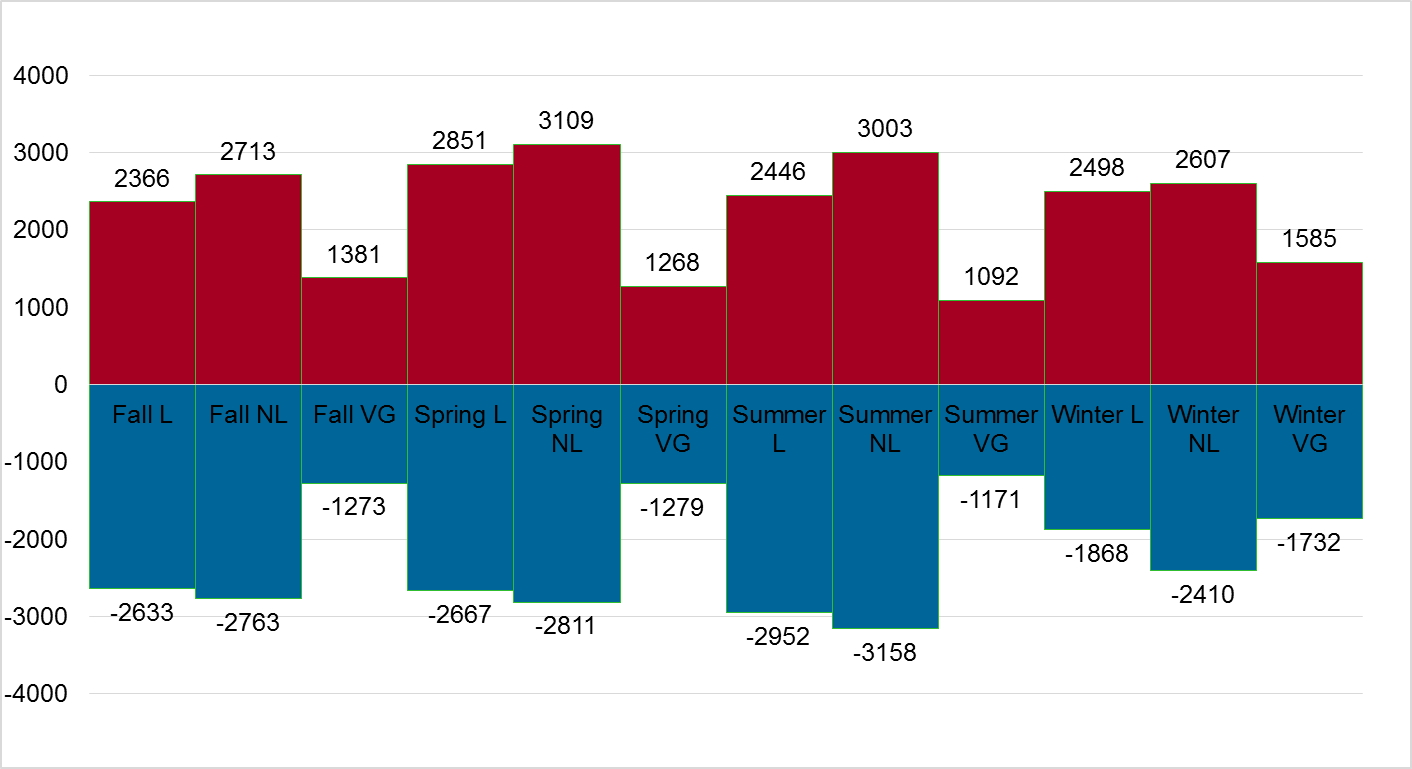 4000
3000
2000
1000
0
-1000
-2000
-3000
-4000
2366
2713
1381
2851
3109
1268
2446
3003
1092
2498
2607
1585
Fall L
Fall NL
Fall VG
Spring L
Spring
NL
Spring
VG
Summer
L
Summer
NL
Summer
VG
Winter L
Winter
NL
Winter
VG
-2633
-2763
-1273
-2667
-2811
-1279
-2952
-3158
-1171
-1868
-2410
-1732